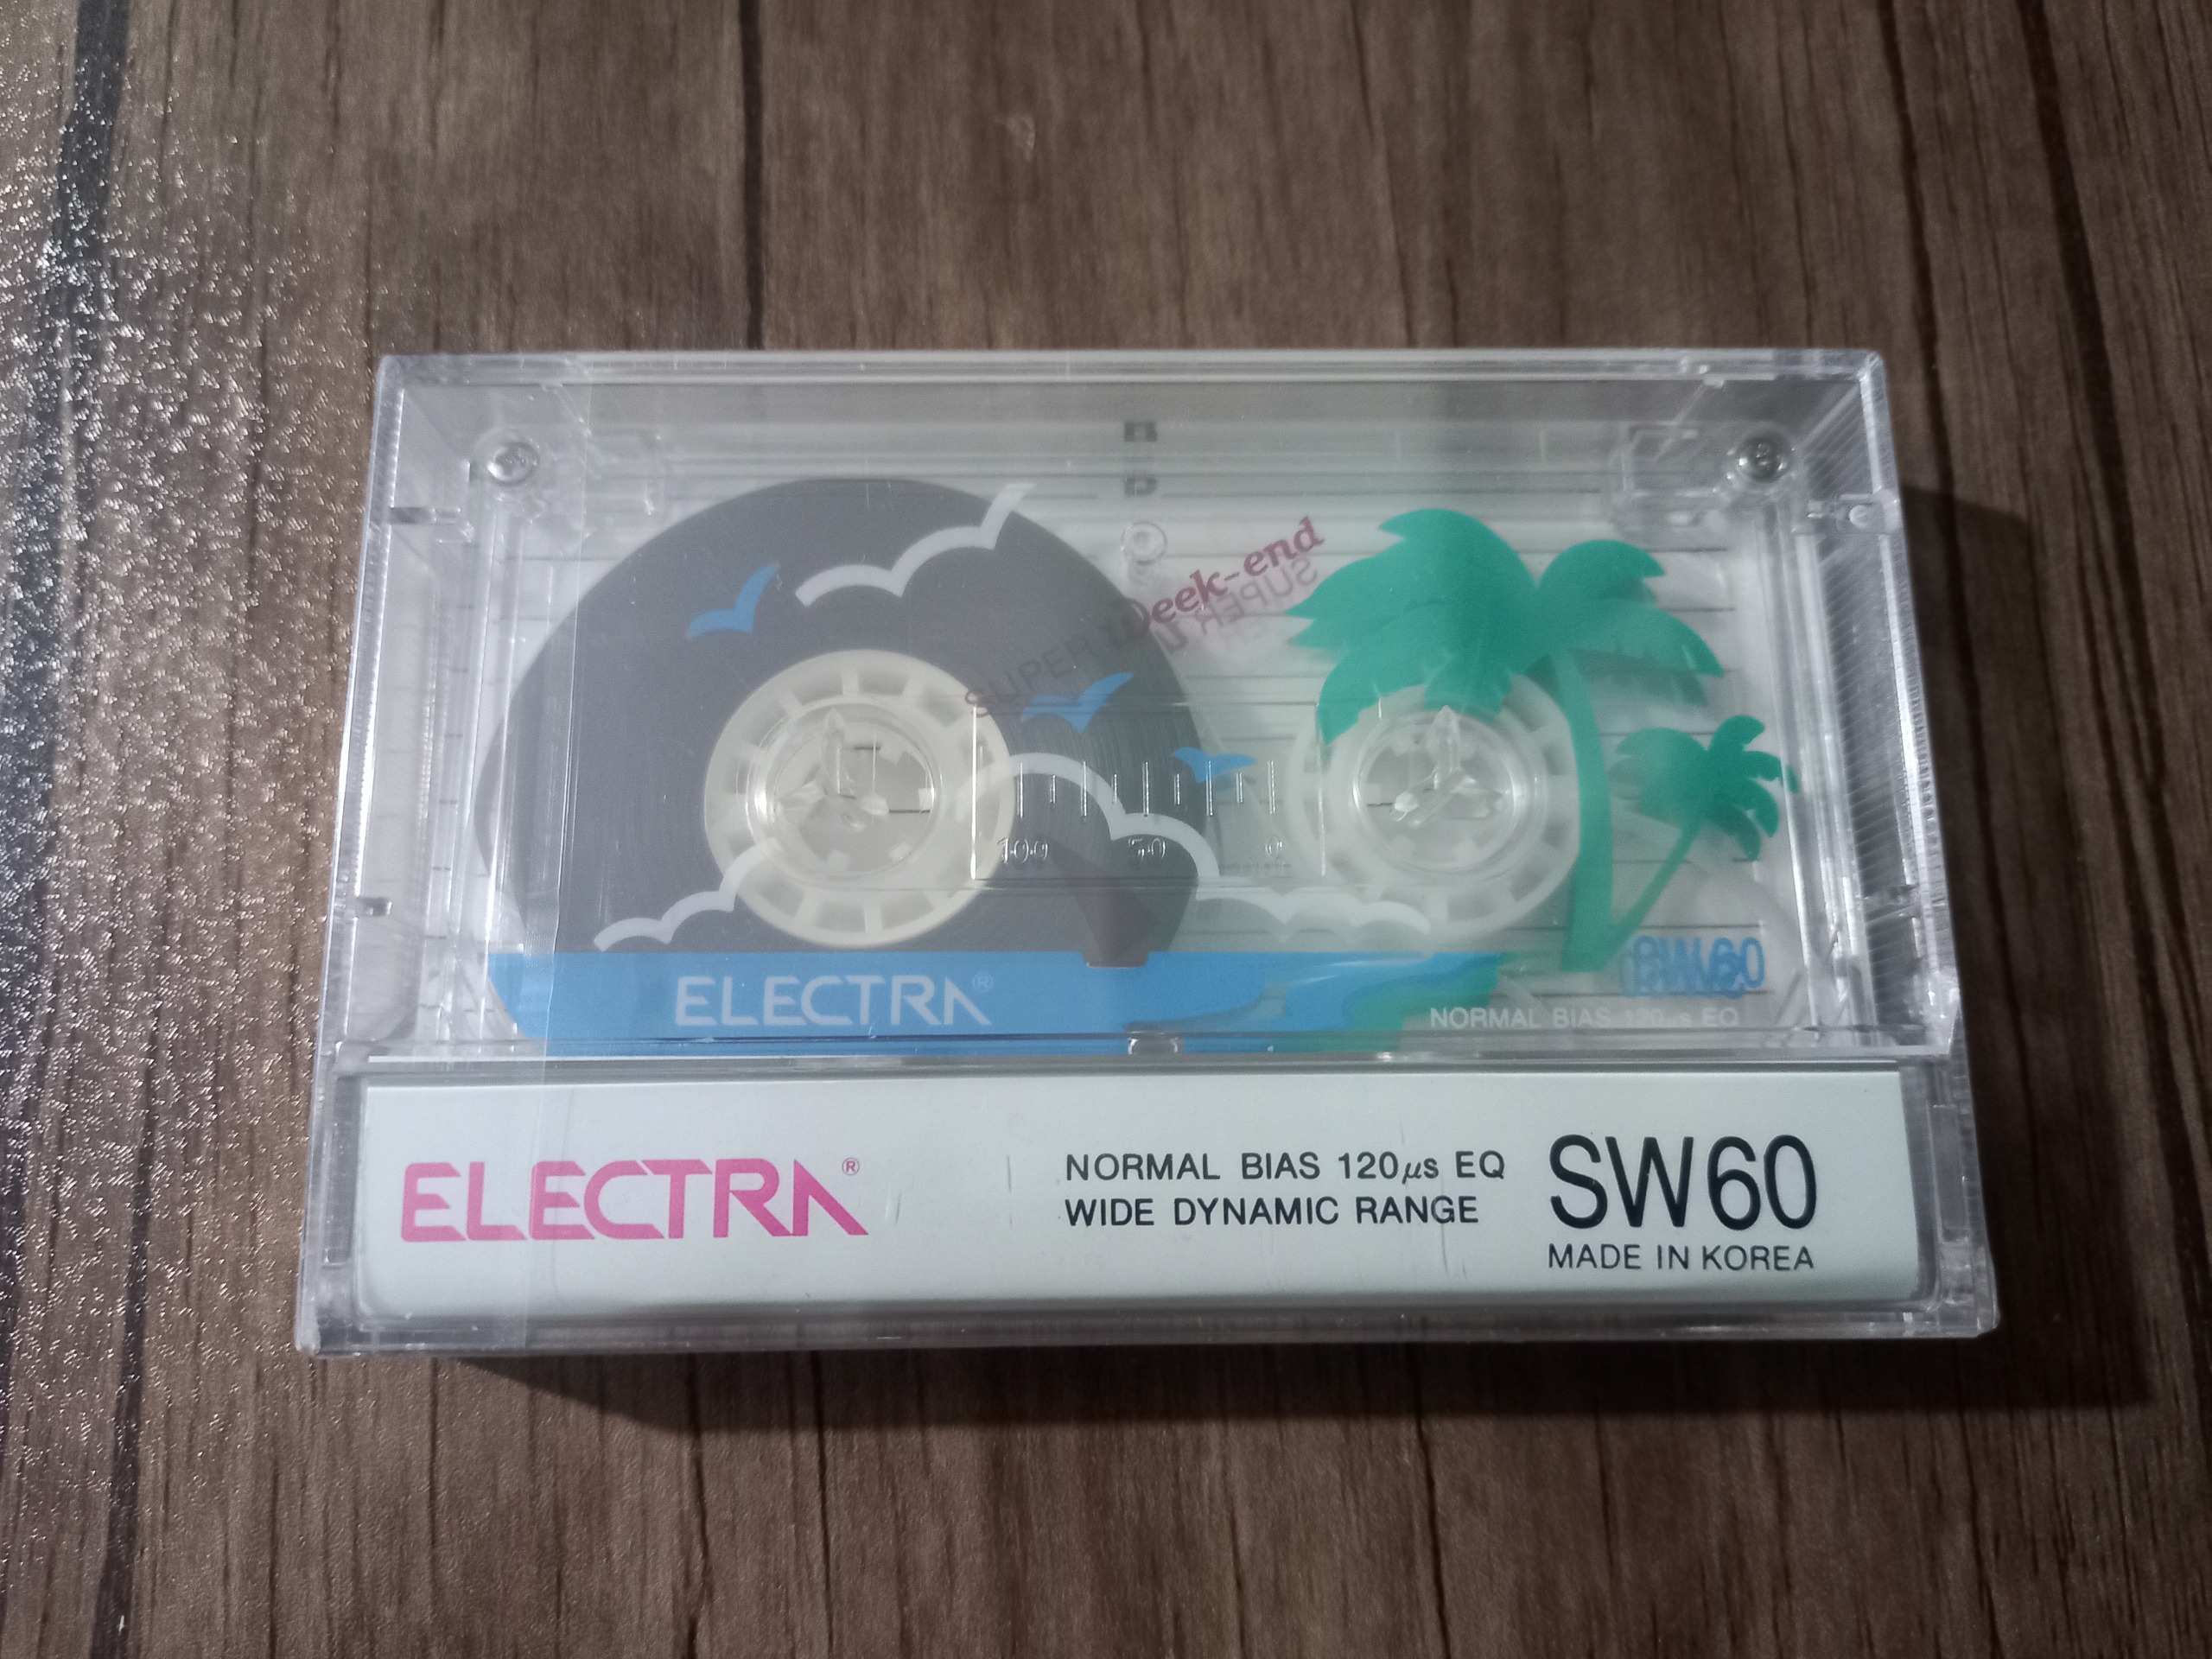 SUPER Week-end
100 50 0
ELECTRA®
SW60
NORMAL BIAS 120μs EQ
ELECTRA®
NORMAL BIAS 120μs EQ
WIDE DYNAMIC RANGE
SW60
MADE IN KOREA